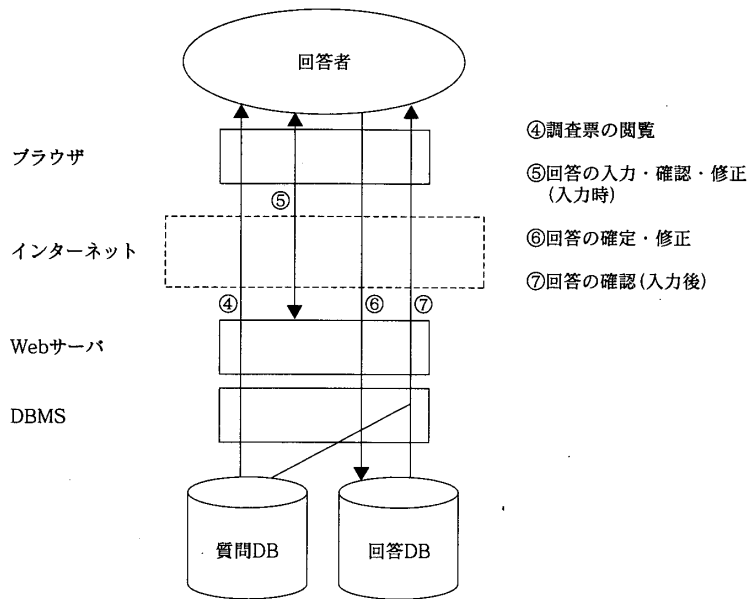 回答者
ブラウザ
④調査票の閲覧
⑤回答の入力・確認・修正
(入力時)
⑤
インターネット
⑥回答の確定・修正
⑦回答の確認(入力後)
④
⑥
⑦
Webサーバ
DBMS
質問DB
回答DB